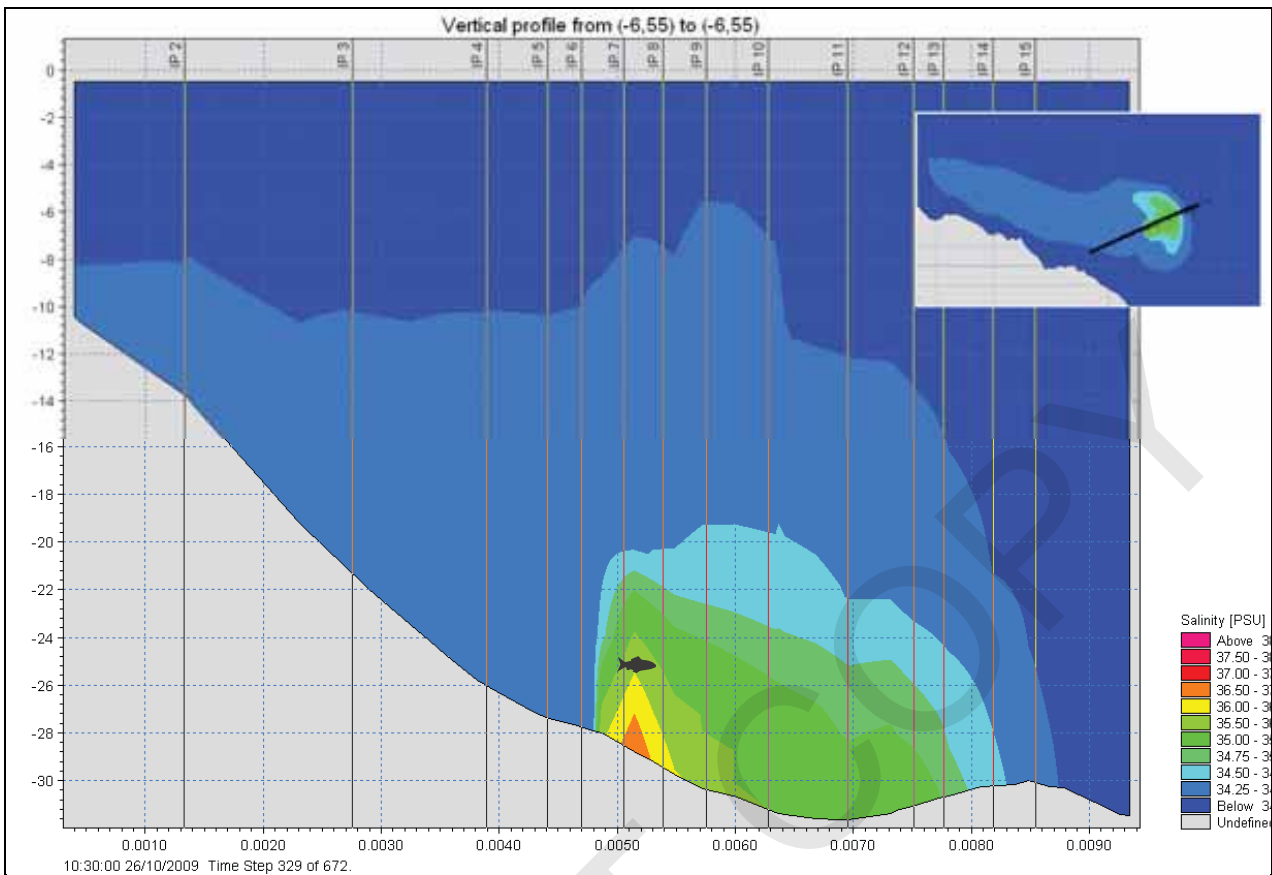 Vertical profile from (-6,55) to (-6,55)
IP 2 IP 3 IP 4 IP 5 IP 6 IP 7 IP 8 IP 9 IP 10 IP 11 IP 12 IP 13 IP 14 IP 15
0
-2
-4
-6
-8
-10
-12
-14
-16
-18
-20
-22
-24
-26
-28
-30
0.0010 0.0020 0.0030 0.0040 0.0050 0.0060 0.0070 0.0080 0.0090
10:30:00 26/10/2009 Time Step 329 of 672.
Salinity [PSU]
Above
37.50 -
37.00 -
36.50 -
36.00 -
35.50 -
35.00 -
34.75 -
34.50 -
34.25 -
Below
Undefined
COPY